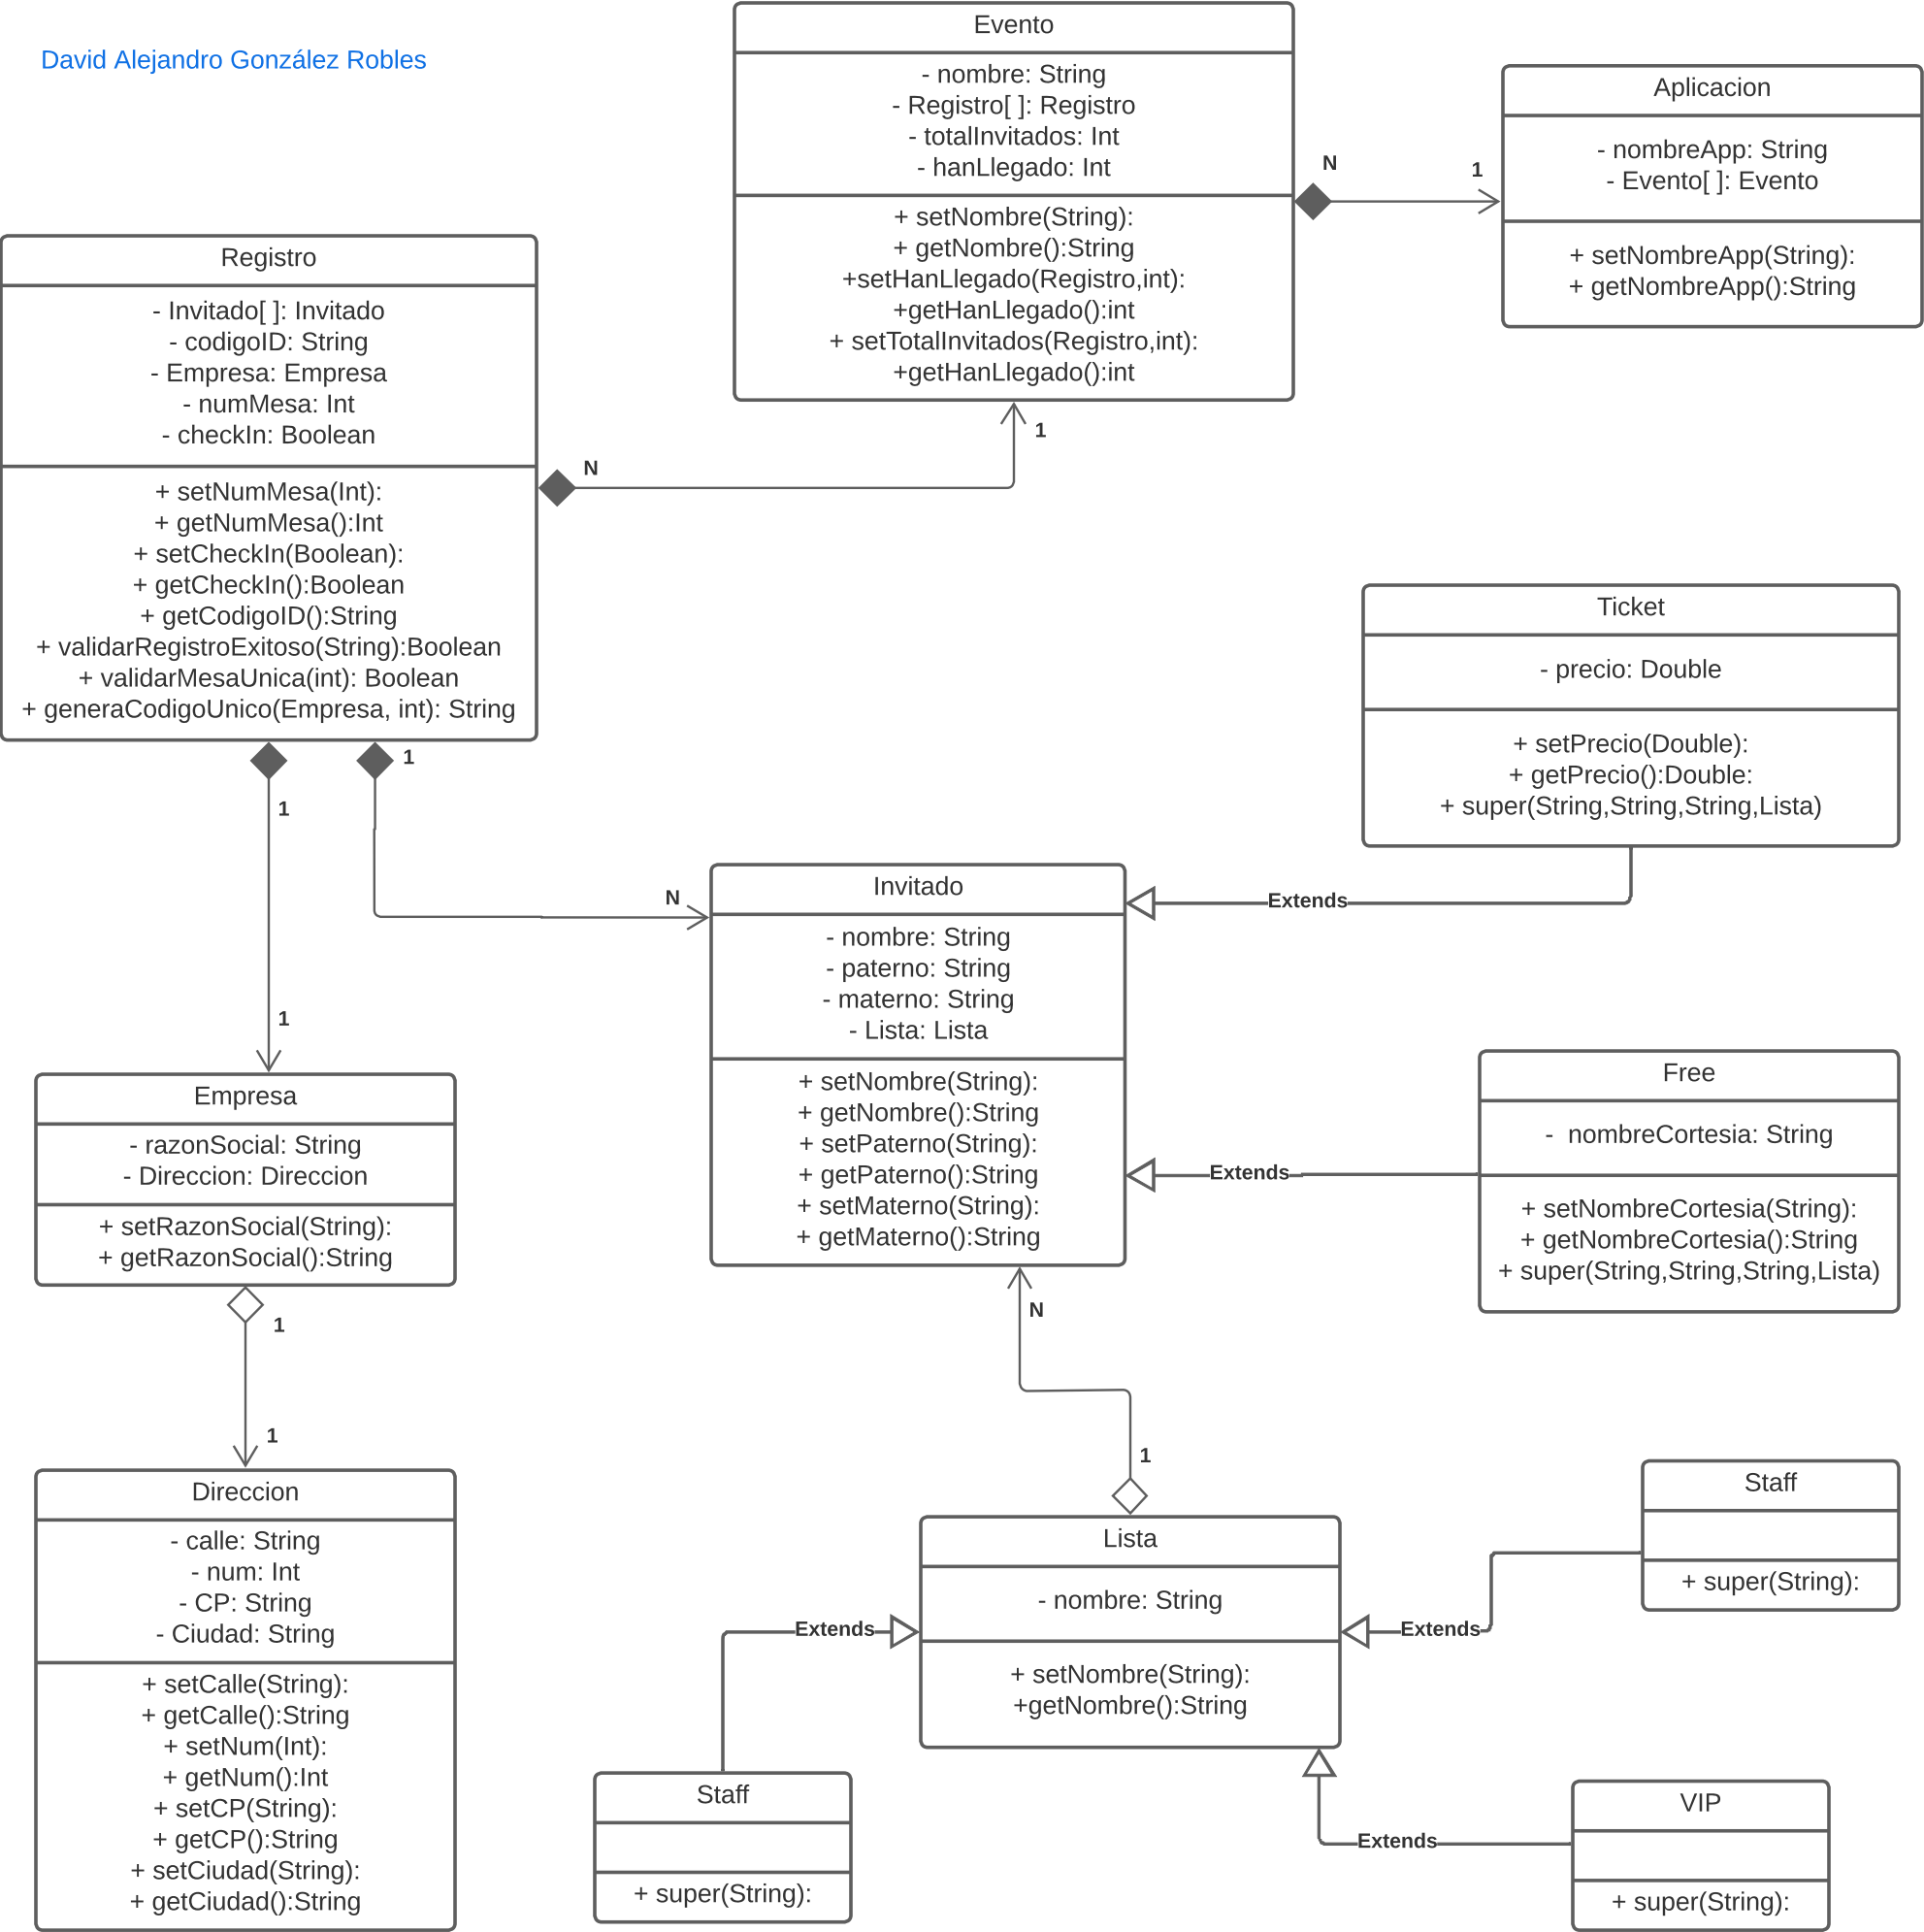 David Alejandro González Robles
Evento
- nombre: String
- Registro[ ]: Registro
- totalInvitados: Int
- hanLlegado: Int
+ setNombre(String):
+ getNombre():String
+setHanLlegado(Registro,int):
+getHanLlegado():int
+ setTotalInvitados(Registro,int):
+getHanLlegado():int
N
1
Aplicacion
- nombreApp: String
- Evento[ ]: Evento
+ setNombreApp(String):
+ getNombreApp():String
Registro
- Invitado[ ]: Invitado
- codigoID: String
- Empresa: Empresa
- numMesa: Int
- checkIn: Boolean
+ setNumMesa(Int):
+ getNumMesa():Int
+ setCheckIn(Boolean):
+ getCheckIn():Boolean
+ getCodigoID():String
+ validarRegistroExitoso(String):Boolean
+ validarMesaUnica(int): Boolean
+ generaCodigoUnico(Empresa, int): String
N
1
1
1
N
1
Ticket
- precio: Double
+ setPrecio(Double):
+ getPrecio():Double:
+ super(String,String,String,Lista)
Extends
Invitado
- nombre: String
- paterno: String
- materno: String
- Lista: Lista
+ setNombre(String):
+ getNombre():String
+ setPaterno(String):
+ getPaterno():String
+ setMaterno(String):
+ getMaterno():String
Extends
Free
- nombreCortesia: String
+ setNombreCortesia(String):
+ getNombreCortesia():String
+ super(String,String,String,Lista)
Empresa
- razonSocial: String
- Direccion: Direccion
+ setRazonSocial(String):
+ getRazonSocial():String
1
1
N
1
Direccion
- calle: String
- num: Int
- CP: String
- Ciudad: String
+ setCalle(String):
+ getCalle():String
+ setNum(Int):
+ getNum():Int
+ setCP(String):
+ getCP():String
+ setCiudad(String):
+ getCiudad():String
Lista
- nombre: String
+ setNombre(String):
+getNombre():String
Extends
Staff
+ super(String):
Extends
Staff
+ super(String):
Extends
VIP
+ super(String):